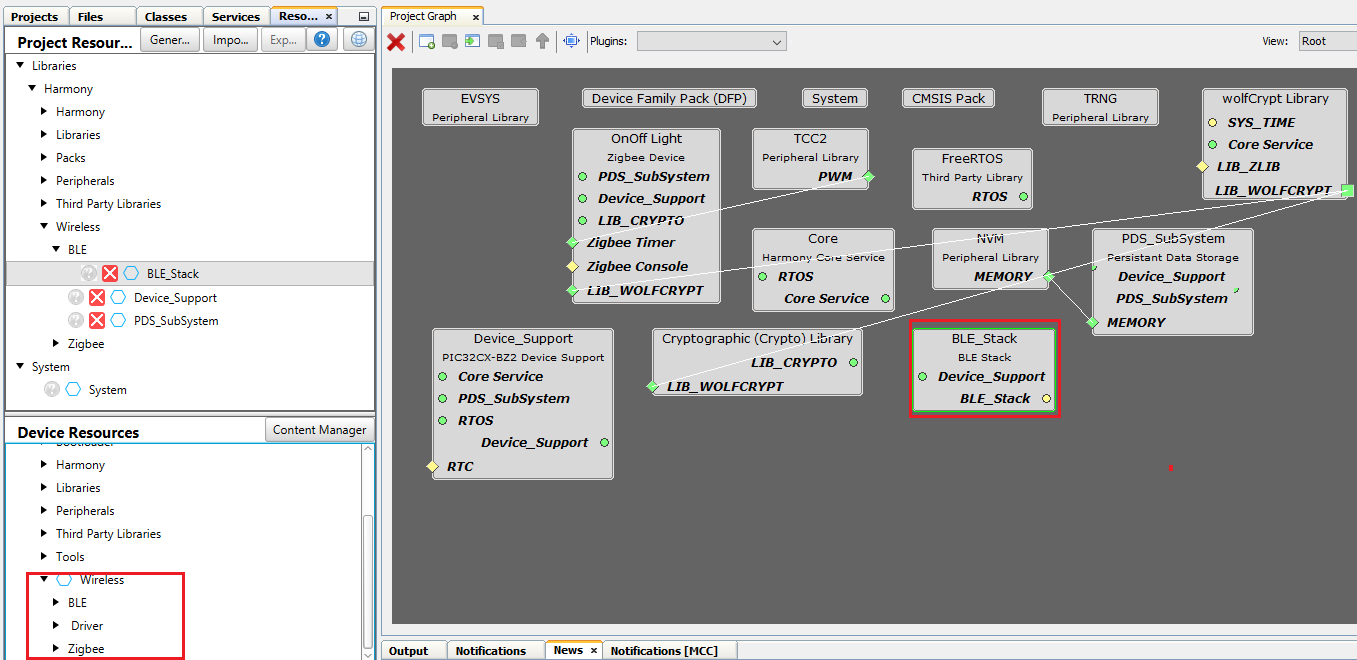 Projects Files Classes Services Reso... ×
Project Resour... Gener... Impo... Exp... ?
Libraries
Harmony
Harmony
Libraries
Packs
Peripherals
Third Party Libraries
Wireless
BLE
? BLE_Stack
? Device_Support
? PDS_SubSystem
Zigbee
System
? System
Device Resources Content Manager
Harmony
Libraries
Peripherals
Third Party Libraries
Tools
Wireless
BLE
Driver
Zigbee
Project Graph ×
Plugins:
View: Root
EVSYS
Peripheral Library
Device Family Pack (DFP)
System
CMSIS Pack
TRNG
Peripheral Library
wolfCrypt Library
SYS_TIME
Core Service
LIB_ZLIB
LIB_WOLFCRYPT
OnOff Light
Zigbee Device
PDS_SubSystem
Device_Support
LIB_CRYPTO
Zigbee Timer
Zigbee Console
LIB_WOLFCRYPT
TCC2
Peripheral Library
PWM
FreeRTOS
Third Party Library
RTOS
Core
Harmony Core Service
RTOS
Core Service
NVM
Peripheral Library
MEMORY
PDS_SubSystem
Persistant Data Storage
Device_Support
PDS_SubSystem
MEMORY
Device_Support
PIC32CX-BZ2 Device Support
Core Service
PDS_SubSystem
RTOS
Device_Support
RTC
Cryptographic (Crypto) Library
LIB_CRYPTO
LIB_WOLFCRYPT
BLE_Stack
BLE Stack
Device_Support
BLE_Stack
Output Notifications News × Notifications [MCC]